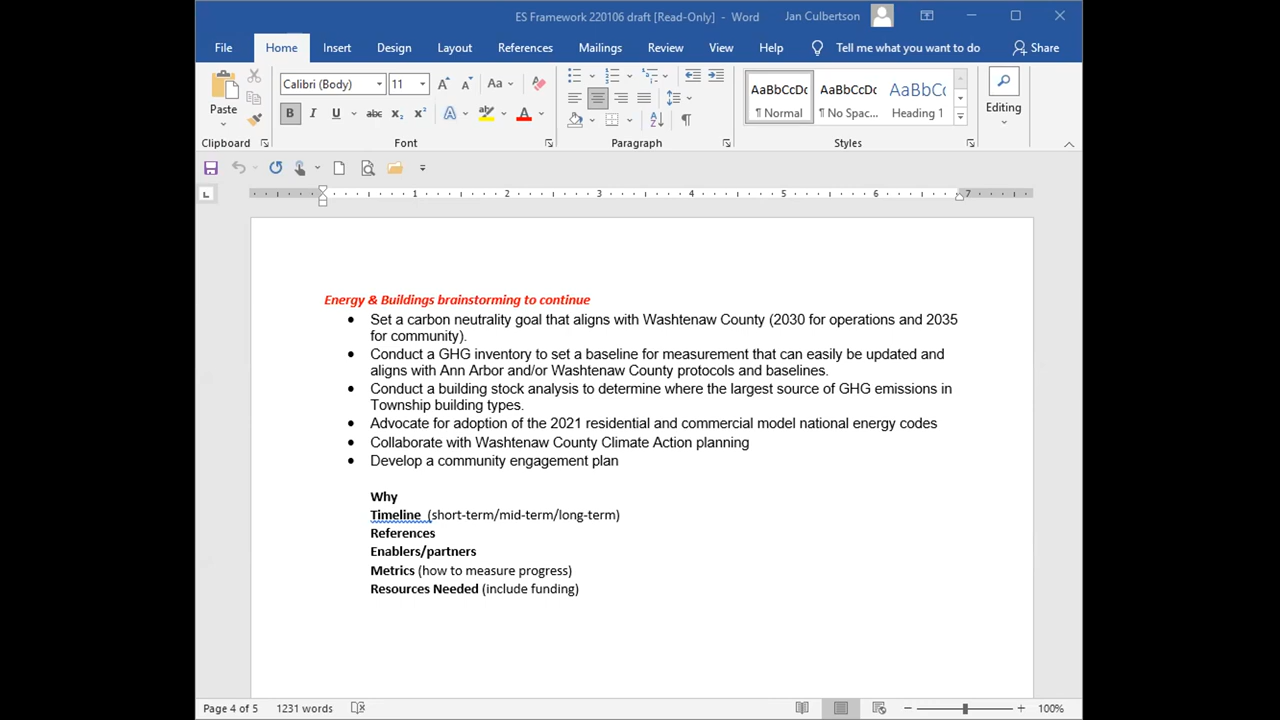 ES Framework 220106 draft [Read-Only] - Word Jan Culbertson
File Home Insert Design Layout References Mailings Review View Help Tell me what you want to do Share
Paste
Calibri (Body) 11
AaBbCcDc AaBbCcDc AaBbCc
¶ Normal ¶ No Spac... Heading 1
Editing
Clipboard Font Paragraph Styles
1 2 3 4 5 6 7
Energy & Buildings brainstorming to continue
• Set a carbon neutrality goal that aligns with Washtenaw County (2030 for operations and 2035
for community).
• Conduct a GHG inventory to set a baseline for measurement that can easily be updated and
aligns with Ann Arbor and/or Washtenaw County protocols and baselines.
• Conduct a building stock analysis to determine where the largest source of GHG emissions in
Township building types.
• Advocate for adoption of the 2021 residential and commercial model national energy codes
• Collaborate with Washtenaw County Climate Action planning
• Develop a community engagement plan
Why
Timeline (short-term/mid-term/long-term)
References
Enablers/partners
Metrics (how to measure progress)
Resources Needed (include funding)
Page 4 of 5 1231 words 100%